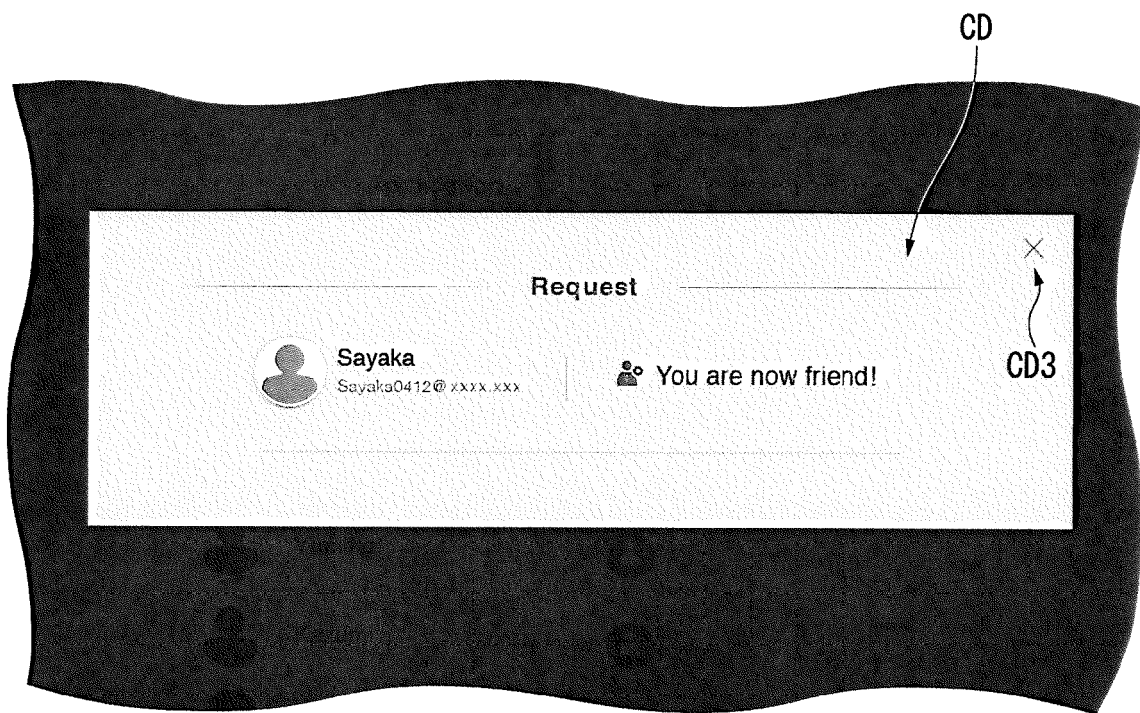 CD
Request
CD3
Sayaka
Sayaka0412@xxxx.xxx
You are now friend!